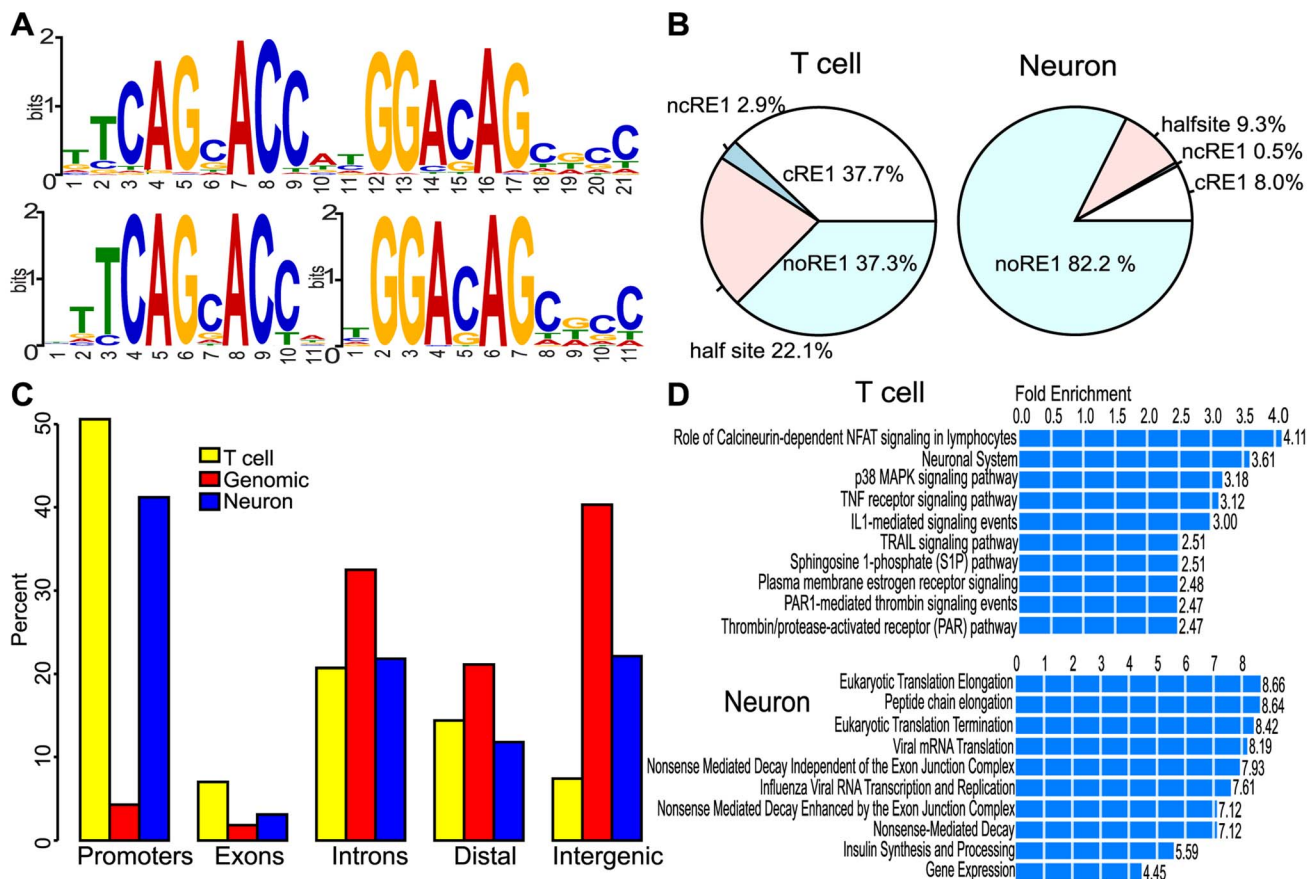 A
2
bits
1
0
T T C A G C A C C A T G G A C A G C G C C
1 2 3 4 5 6 7 8 9 10 11 12 13 14 15 16 17 18 19 20 21
2
bits
1
0
T T C A G C A C C
1 2 3 4 5 6 7 8 9 10 11
2
bits
1
0
G G A C A G C G C C
1 2 3 4 5 6 7 8 9 10 11
B
T cell
ncRE1 2.9%
cRE1 37.7%
noRE1 37.3%
half site 22.1%
Neuron
halfsite 9.3%
ncRE1 0.5%
cRE1 8.0%
noRE1 82.2 %
C
Percent
50
40
30
20
10
0
T cell
Genomic
Neuron
Promoters Exons Introns Distal Intergenic
D
T cell
Fold Enrichment
0.0 0.5 1.0 1.5 2.0 2.5 3.0 3.5 4.0
Role of Calcineurin-dependent NFAT signaling in lymphocytes 4.11
Neuronal System 3.61
p38 MAPK signaling pathway 3.18
TNF receptor signaling pathway 3.12
IL1-mediated signaling events 3.00
TRAIL signaling pathway 2.51
Sphingosine 1-phosphate (S1P) pathway 2.51
Plasma membrane estrogen receptor signaling 2.48
PAR1-mediated thrombin signaling events 2.47
Thrombin/protease-activated receptor (PAR) pathway 2.47
Neuron
0 1 2 3 4 5 6 7 8
Eukaryotic Translation Elongation 8.66
Peptide chain elongation 8.64
Eukaryotic Translation Termination 8.42
Viral mRNA Translation 8.19
Nonsense Mediated Decay Independent of the Exon Junction Complex 7.93
Influenza Viral RNA Transcription and Replication 7.61
Nonsense Mediated Decay Enhanced by the Exon Junction Complex 7.12
Nonsense-Mediated Decay 7.12
Insulin Synthesis and Processing 5.59
Gene Expression 4.45